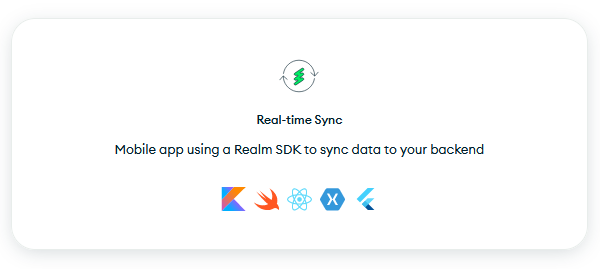 Real-time Sync
Mobile app using a Realm SDK to sync data to your backend